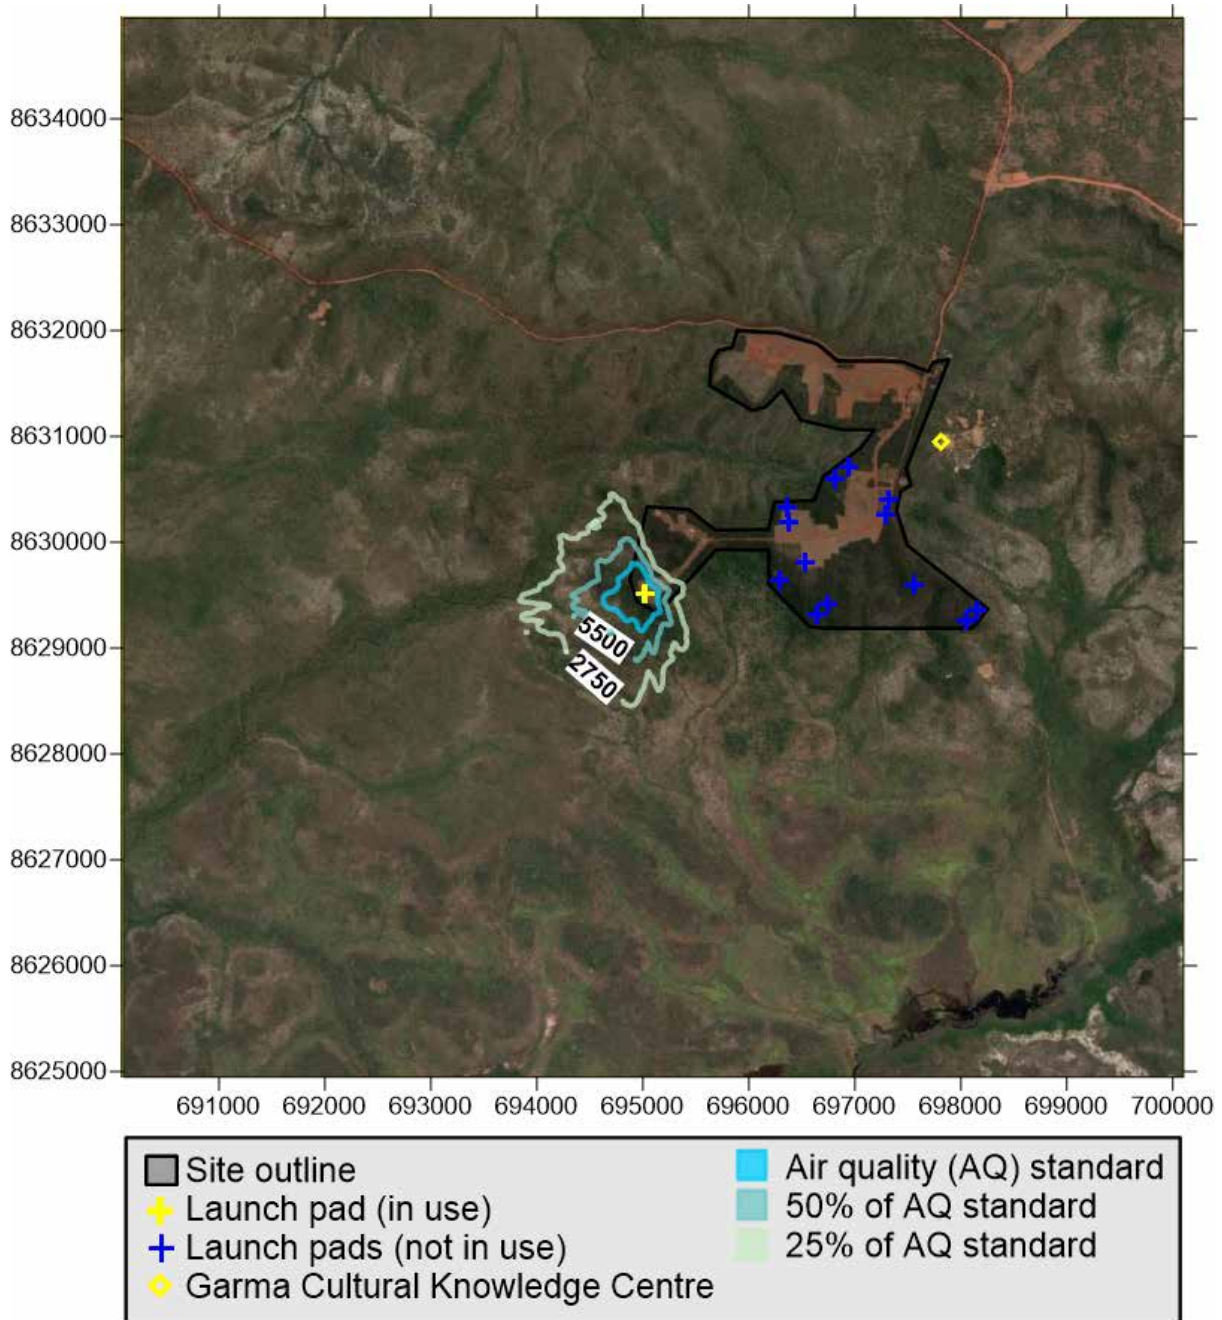 8634000
8633000
8632000
8631000
8630000
8629000
8628000
8627000
8626000
8625000
5500
2750
691000 692000 693000 694000 695000 696000 697000 698000 699000 700000
Site outline
Launch pad (in use)
Launch pads (not in use)
Garma Cultural Knowledge Centre
Air quality (AQ) standard
50% of AQ standard
25% of AQ standard